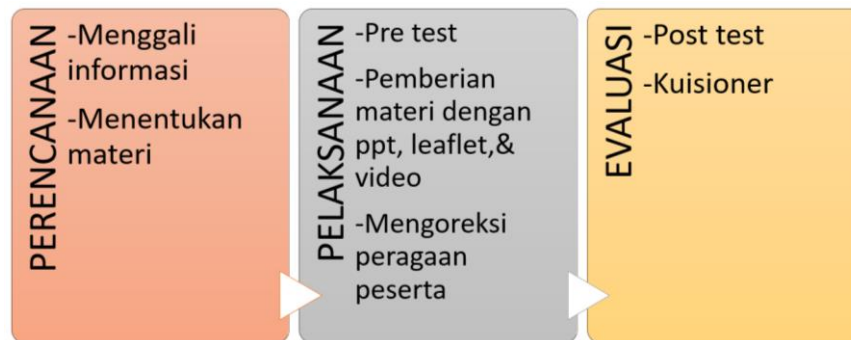 PERENCANAAN
-Menggali
informasi
-Menentukan
materi
PELAKSANAAN
-Pre test
-Pemberian
materi dengan
ppt, leaflet,&
video
-Mengoreksi
peragaan
peserta
EVALUASI
-Post test
-Kuisioner